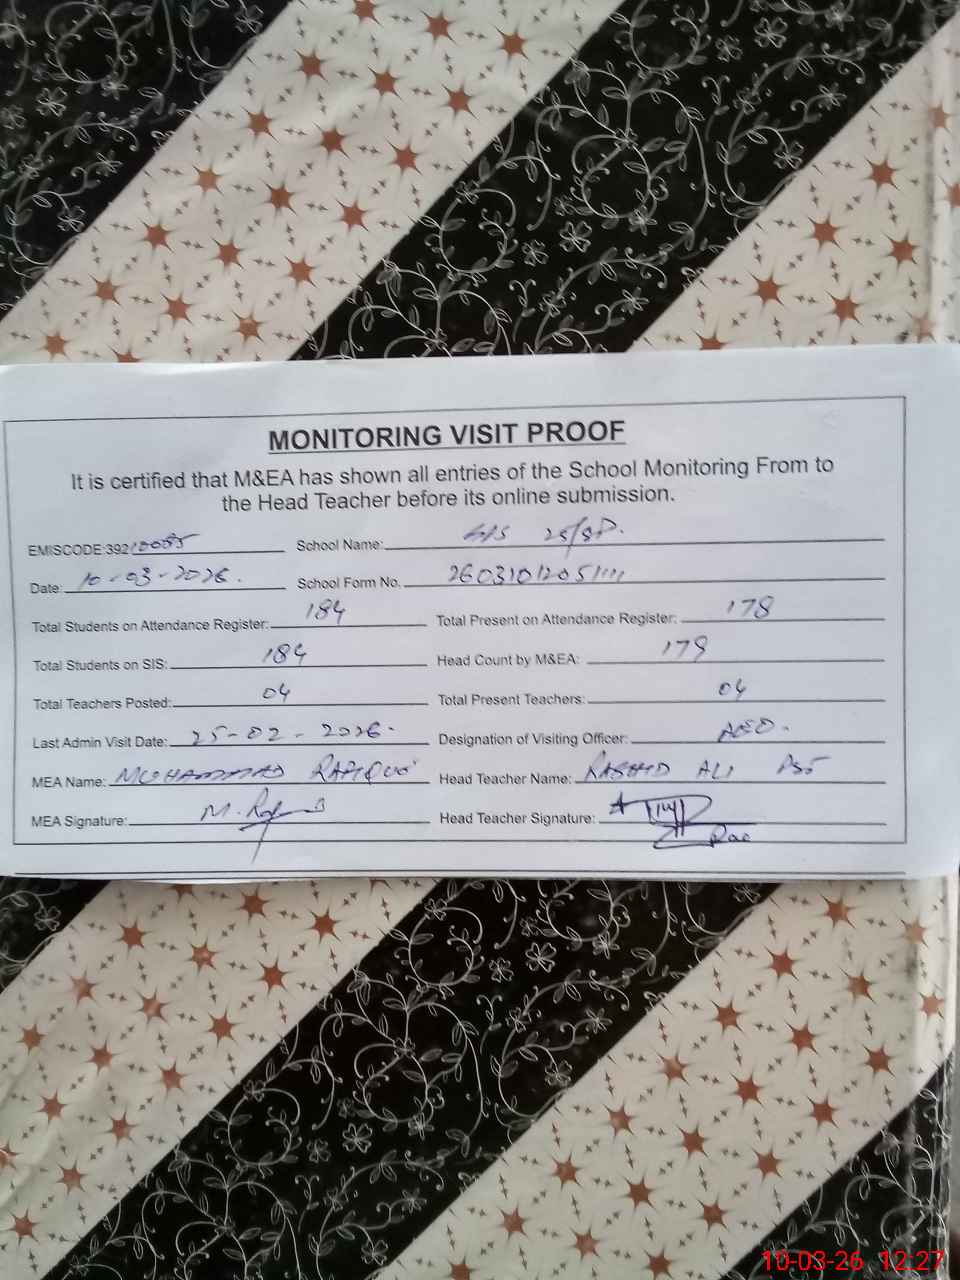 MONITORING VISIT PROOF
It is certified that M&EA has shown all entries of the School Monitoring From to
the Head Teacher before its online submission.
EMISCODE:392 School Name: 25/SP.
Date: 10-03-2026. School Form No. 26031012051111
Total Students on Attendance Register: 184 Total Present on Attendance Register: 178
Total Students on SIS: 184 Head Count by M&EA: 178
Total Teachers Posted: 04 Total Present Teachers: 04
Last Admin Visit Date: 25-02-2026. Designation of Visiting Officer: AEO.
MEA Name: MUHAMMAD RAFIQUE Head Teacher Name: RASHID ALI
MEA Signature: Head Teacher Signature:
10-03-26 12:27